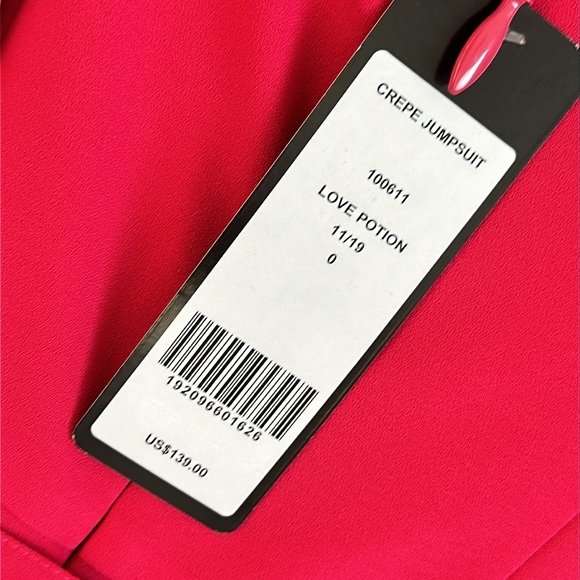 CREPE JUMPSUIT
100611
LOVE POTION
11/19
0
192096601626
US$139.00